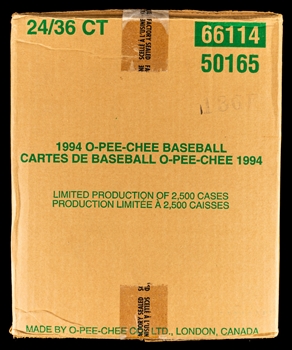 24/36 CT
66114
50165
1994 O-PEE-CHEE BASEBALL
CARTES DE BASEBALL O-PEE-CHEE 1994
LIMITED PRODUCTION OF 2,500 CASES
PRODUCTION LIMITÉE À 2,500 CAISSES
MADE BY O-PEE-CHEE CO. LTD., LONDON, CANADA